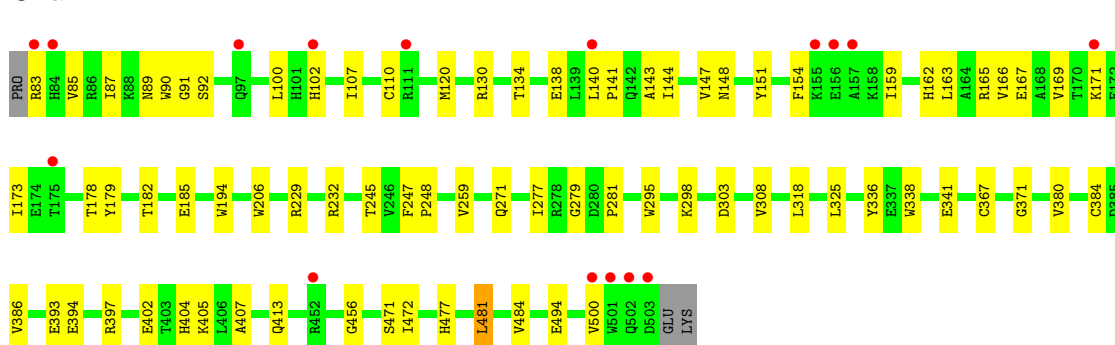 PRO R83 H84 V85 R86 I87 K88 N89 W90 G91 S92 Q97 L100 H101 H102 I107 C110 R111 M120 R130 T134 E138 L139 L140 P141 Q142 A143 I144 V147 N148 Y151 F154 K155 E156 A157 K158 I159 H162 L163 A164 R165 V166 E167 A168 V169 T170 K171 E172
I173 E174 T175 T178 Y179 T182 E185 W194 W206 R229 R232 T245 V246 F247 P248 V259 Q271 I277 R278 G279 D280 P281 W295 K298 D303 V308 L318 L325 Y336 E337 W338 E341 C367 G371 V380 C384 D385
V386 E393 E394 R397 E402 T403 H404 K405 L406 A407 Q413 R452 G456 S471 I472 H477 L481 V484 E494 V500 W501 Q502 D503 GLU LYS